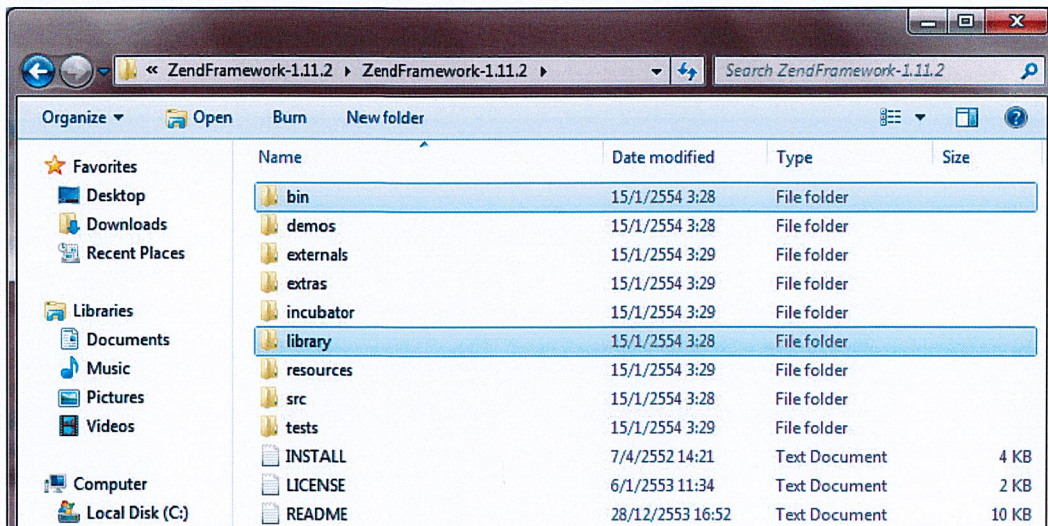 « ZendFramework-1.11.2 ▸ ZendFramework-1.11.2 ▸ Search ZendFramework-1.11.2
Organize Open Burn New folder
Favorites
Desktop
Downloads
Recent Places
Libraries
Documents
Music
Pictures
Videos
Computer
Local Disk (C:)
Name Date modified Type Size
bin 15/1/2554 3:28 File folder
demos 15/1/2554 3:28 File folder
externals 15/1/2554 3:29 File folder
extras 15/1/2554 3:29 File folder
incubator 15/1/2554 3:29 File folder
library 15/1/2554 3:28 File folder
resources 15/1/2554 3:29 File folder
src 15/1/2554 3:28 File folder
tests 15/1/2554 3:29 File folder
INSTALL 7/4/2552 14:21 Text Document 4 KB
LICENSE 6/1/2553 11:34 Text Document 2 KB
README 28/12/2553 16:52 Text Document 10 KB